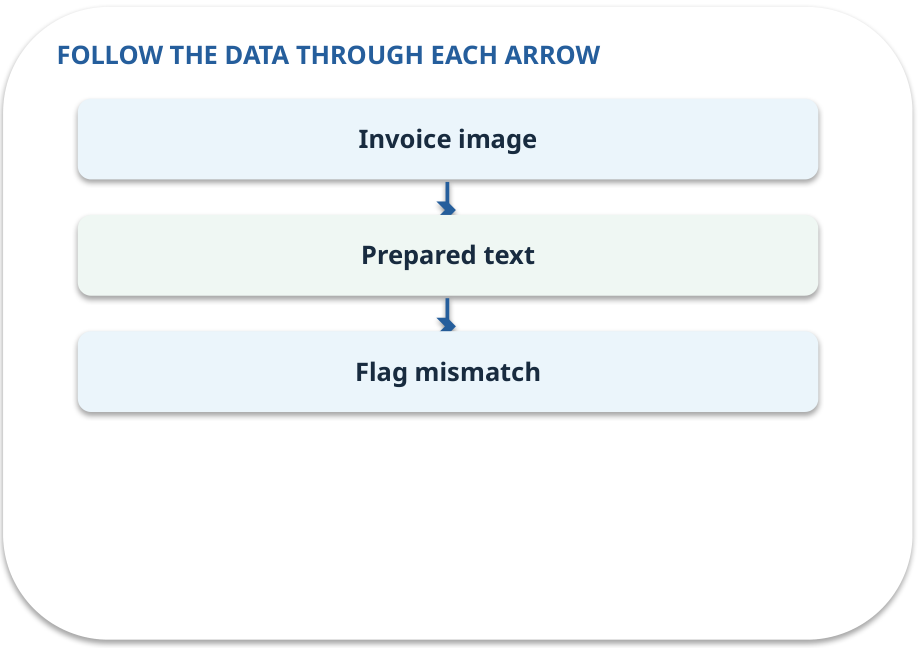 FOLLOW THE DATA THROUGH EACH ARROW
Invoice image
Prepared text
Flag mismatch